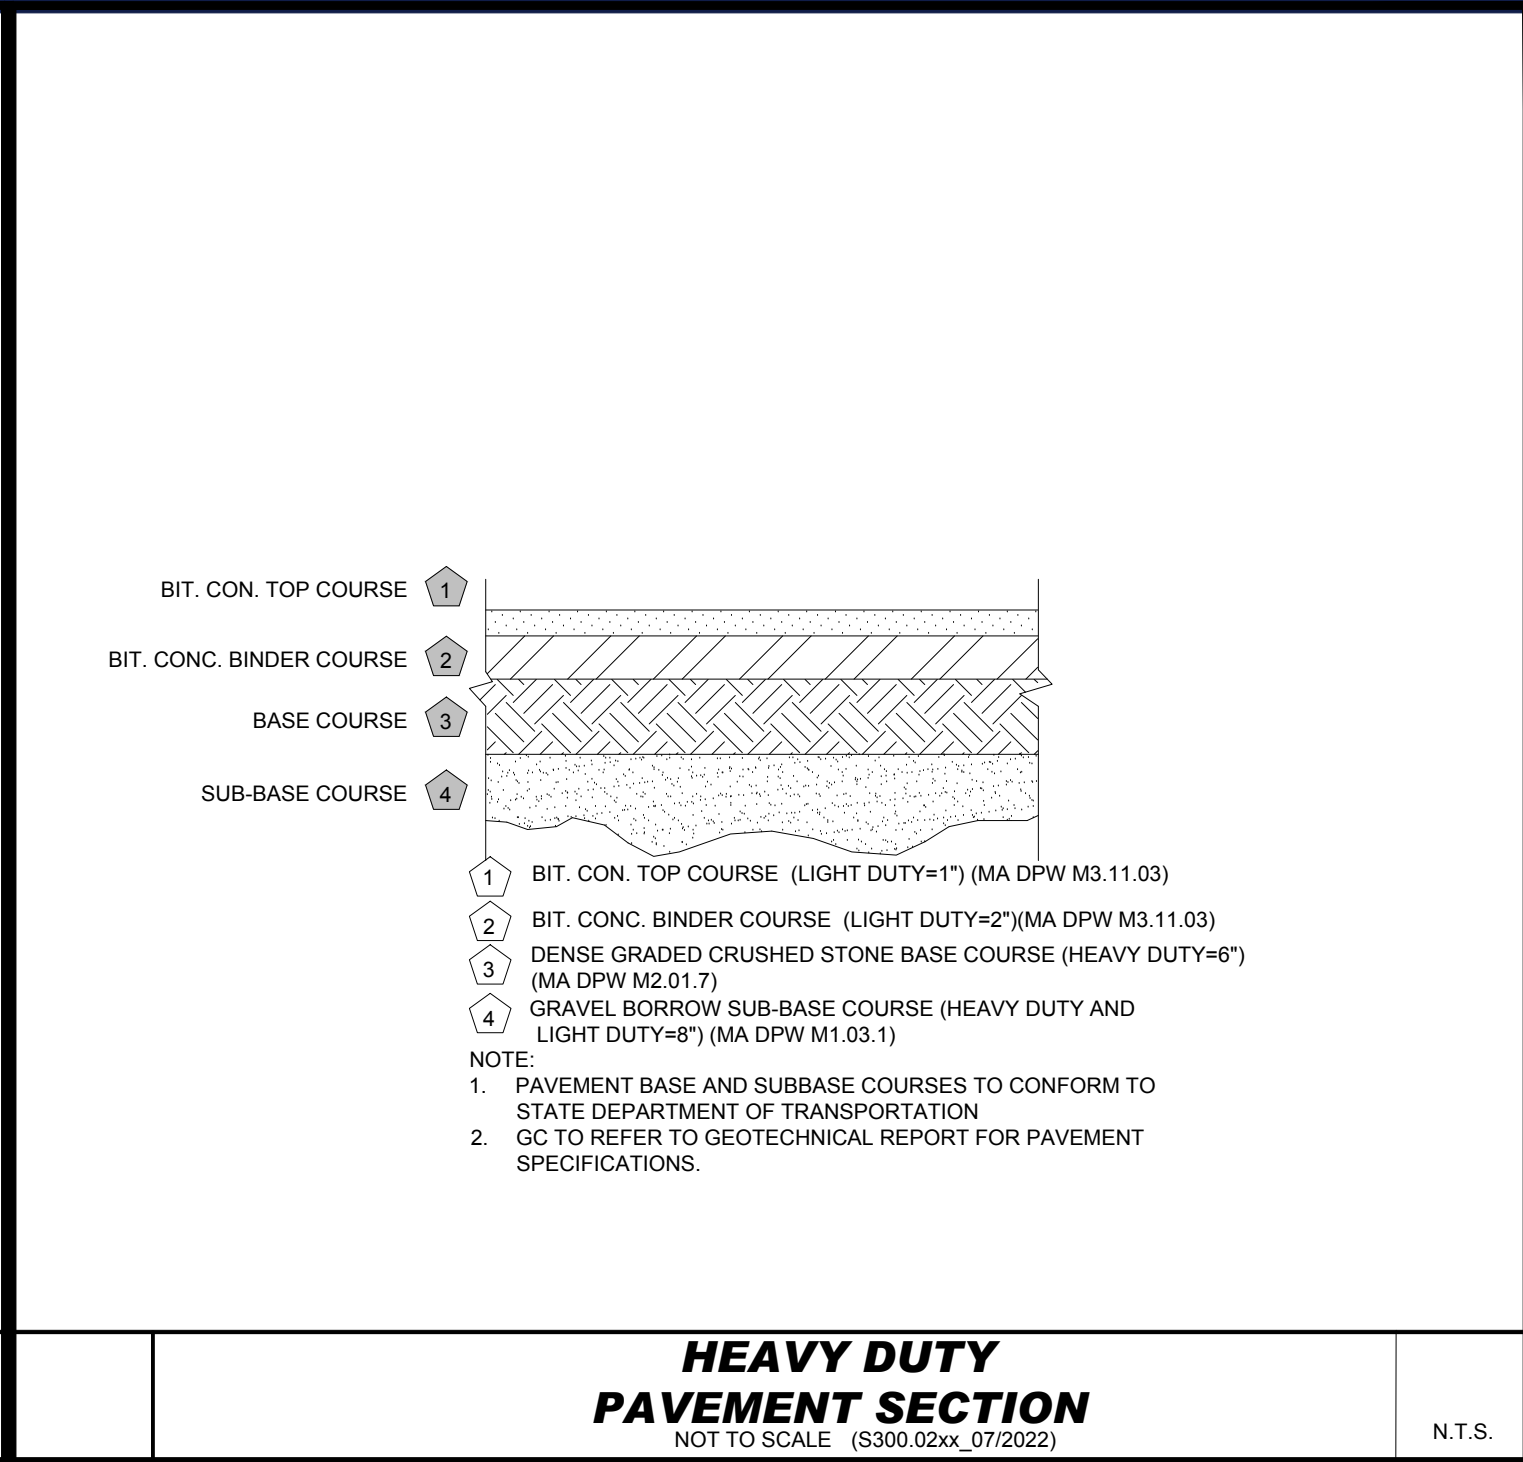 BIT. CON. TOP COURSE 1
BIT. CONC. BINDER COURSE 2
BASE COURSE 3
SUB-BASE COURSE 4
1 BIT. CON. TOP COURSE (LIGHT DUTY=1") (MA DPW M3.11.03)
2 BIT. CONC. BINDER COURSE (LIGHT DUTY=2")(MA DPW M3.11.03)
3 DENSE GRADED CRUSHED STONE BASE COURSE (HEAVY DUTY=6")
(MA DPW M2.01.7)
4 GRAVEL BORROW SUB-BASE COURSE (HEAVY DUTY AND
LIGHT DUTY=8") (MA DPW M1.03.1)
NOTE:
1. PAVEMENT BASE AND SUBBASE COURSES TO CONFORM TO
STATE DEPARTMENT OF TRANSPORTATION
2. GC TO REFER TO GEOTECHNICAL REPORT FOR PAVEMENT
SPECIFICATIONS.
HEAVY DUTY
PAVEMENT SECTION
NOT TO SCALE (S300.02xx_07/2022)
N.T.S.